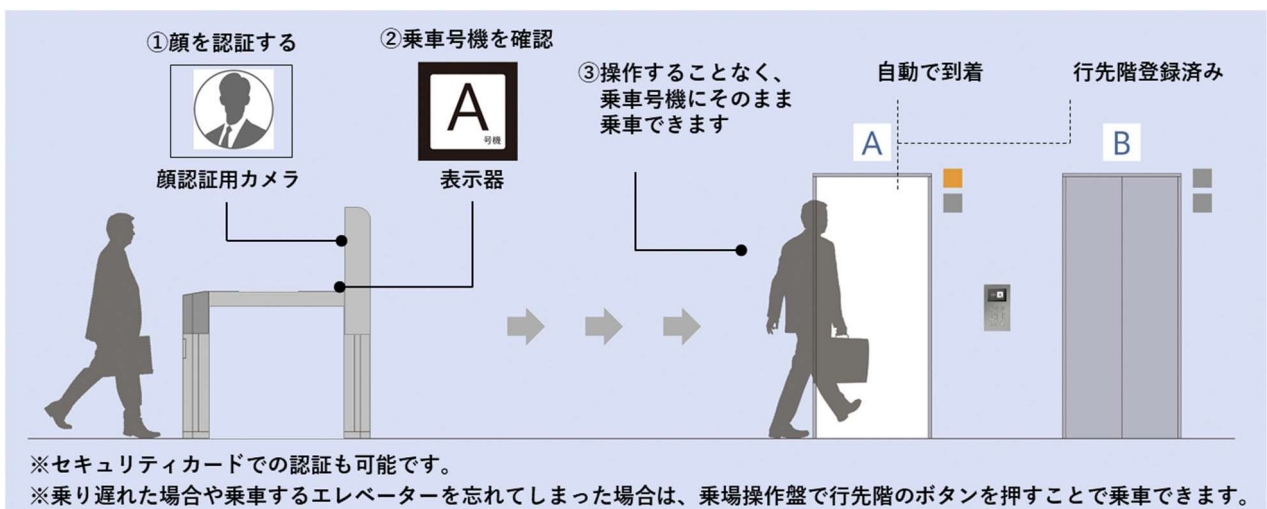 ①顔を認証する
顔認証用カメラ
②乗車号機を確認
A
号機
表示器
③操作することなく、
乗車号機にそのまま
乗車できます
自動で到着
行先階登録済み
A
B
※セキュリティカードでの認証も可能です。
※乗り遅れた場合や乗車するエレベーターを忘れてしまった場合は、乗場操作盤で行先階のボタンを押すことで乗車できます。